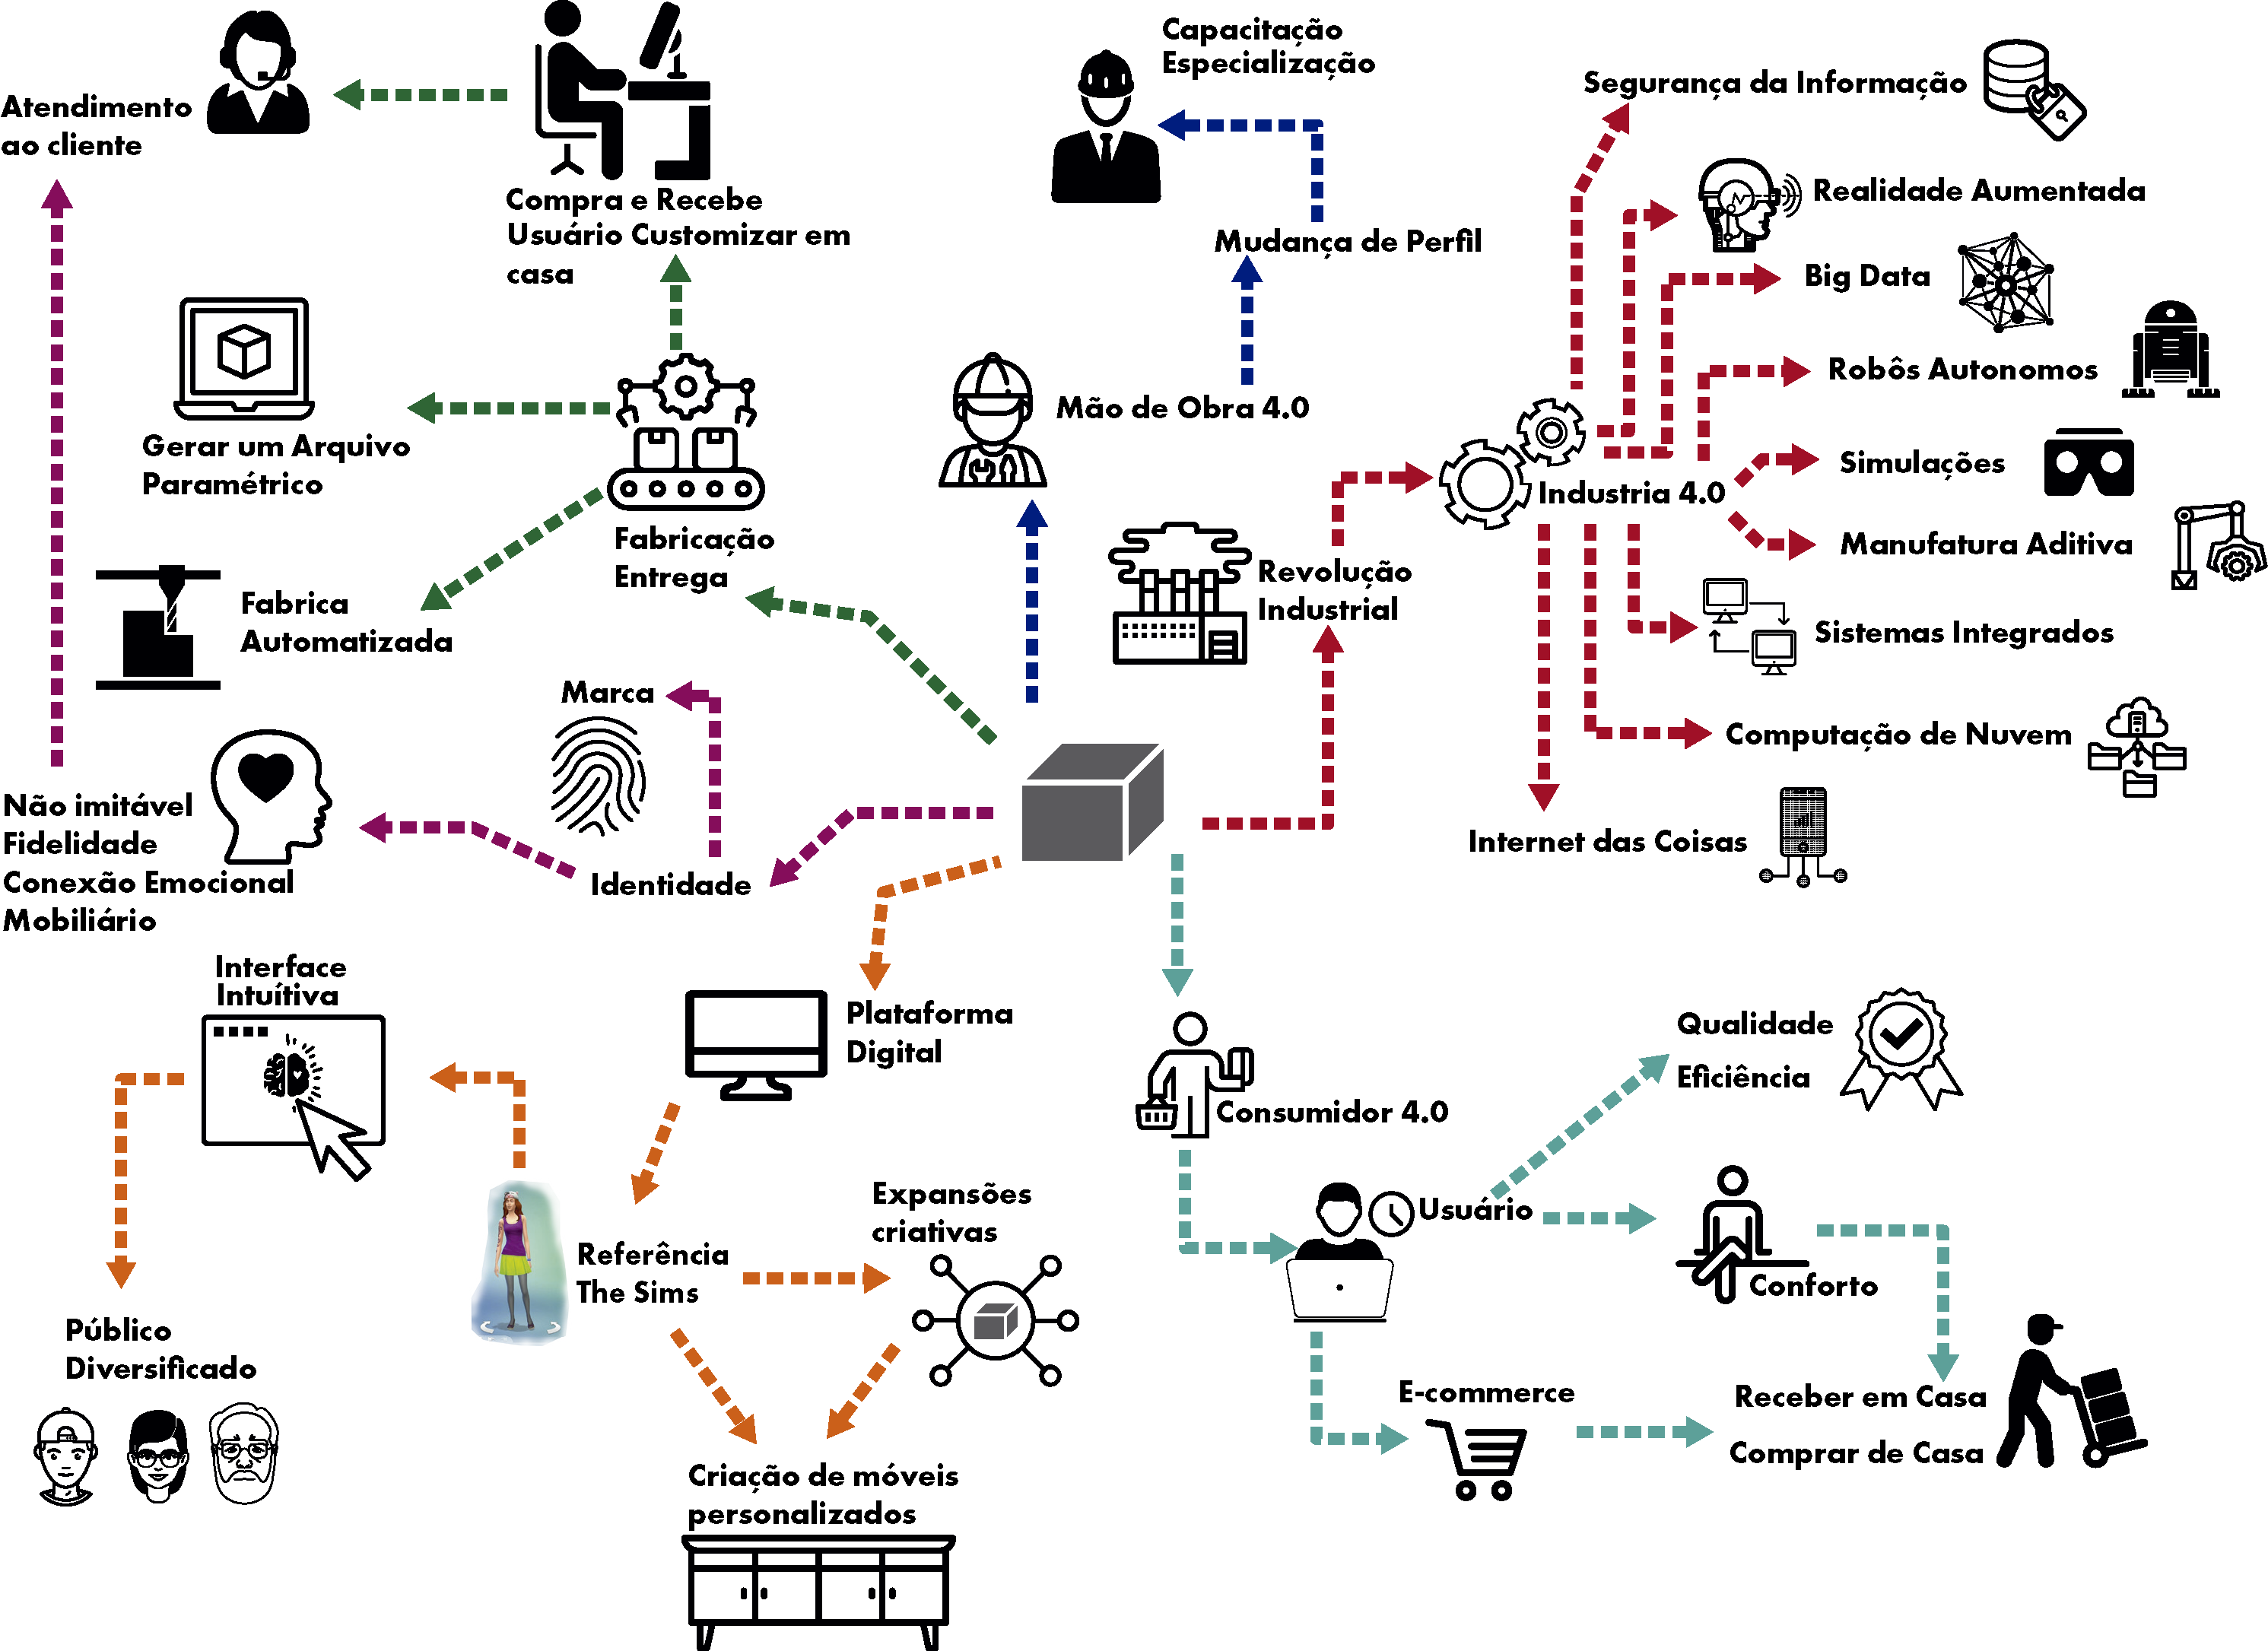 Atendimento
ao cliente
Compra e Recebe
Usuário Customizar em
casa
Gerar um Arquivo
Paramétrico
Fabricação
Entrega
Fabrica
Automatizada
Marca
Identidade
Não imitável
Fidelidade
Conexão Emocional
Mobiliário
Capacitação
Especialização
Mudança de Perfil
Mão de Obra 4.0
Revolução
Industrial
Industria 4.0
Segurança da Informação
Realidade Aumentada
Big Data
Robôs Autonomos
Simulações
Manufatura Aditiva
Sistemas Integrados
Computação de Nuvem
Internet das Coisas
Interface
Intuítiva
Plataforma
Digital
Público
Diversificado
Referência
The Sims
Expansões
criativas
Criação de móveis
personalizados
Consumidor 4.0
Usuário
Qualidade
Eficiência
Conforto
E-commerce
Receber em Casa
Comprar de Casa